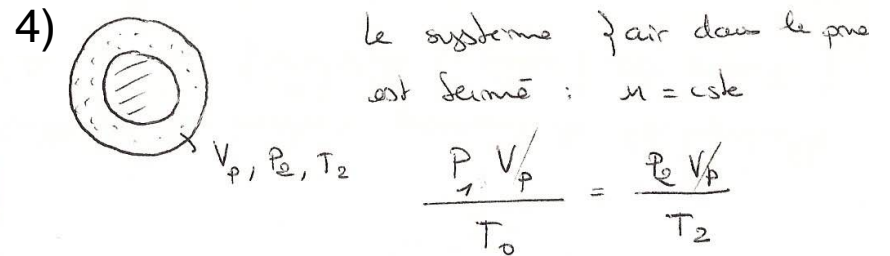 4)
Le système } air dans le pneu
est fermé : n = cste
V_p, P_2, T_2
P_1 V_p / T_0 = P_2 V_p / T_2